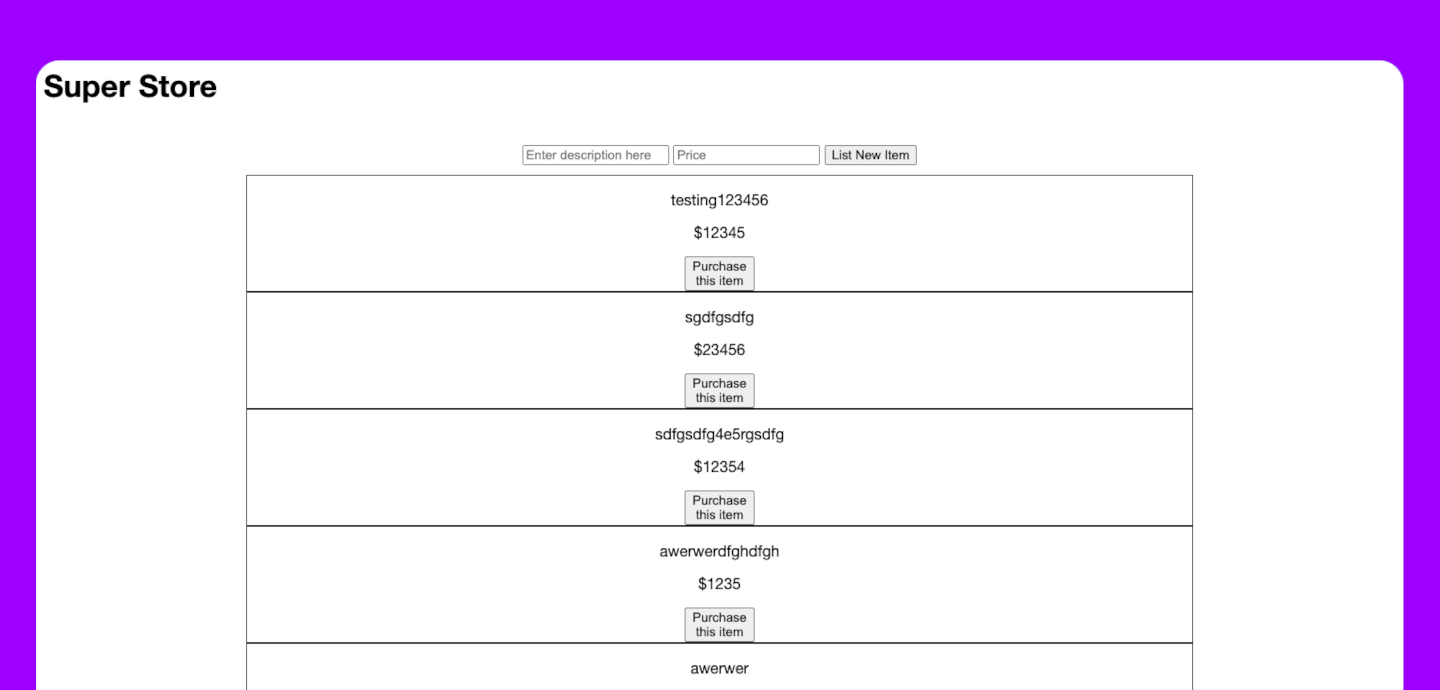 Super Store
Enter description here Price List New Item
testing123456
$12345
Purchase
this item
sgdfgsdfg
$23456
Purchase
this item
sdfgsdfg4e5rgsdfg
$12354
Purchase
this item
awerwerdfghdfgh
$1235
Purchase
this item
awerwer